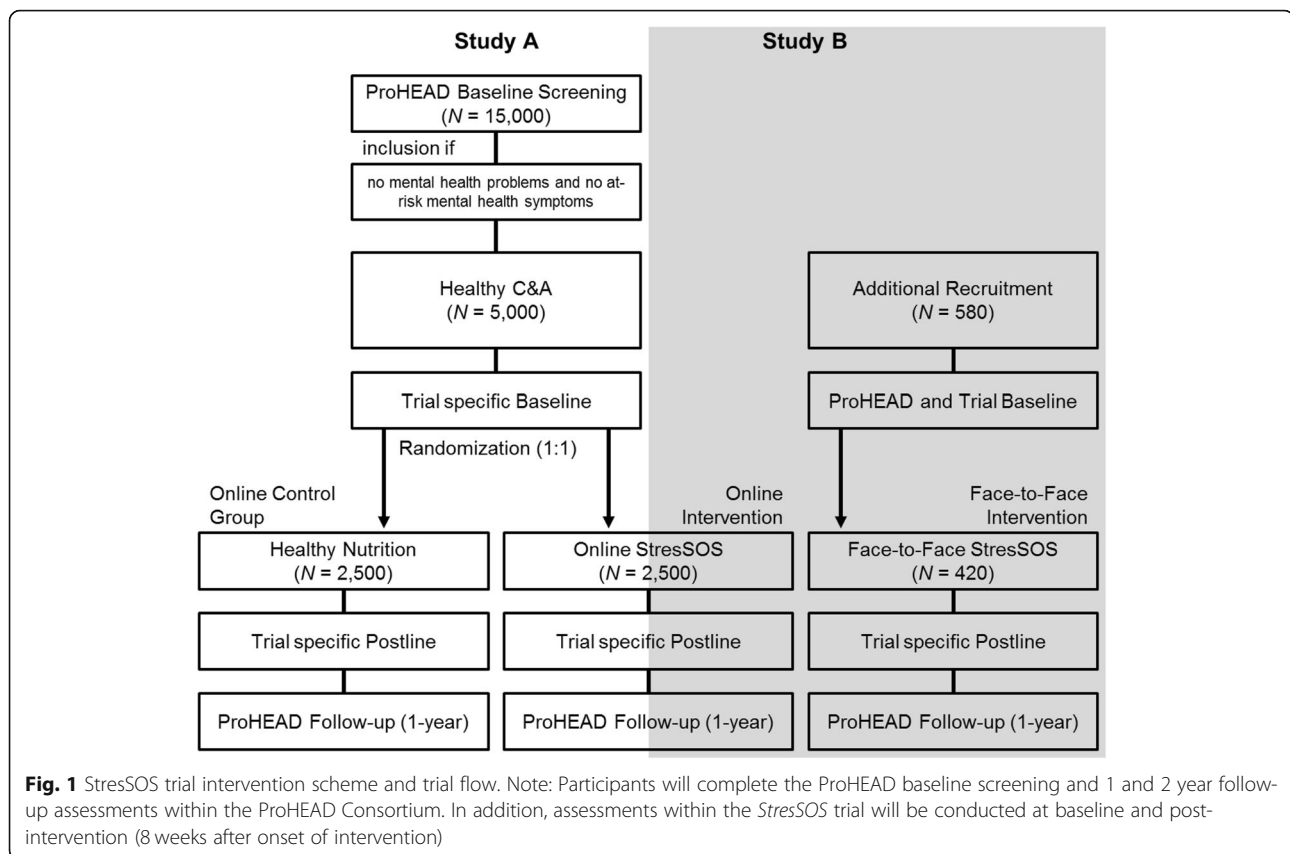 Study A
Study B
ProHEAD Baseline Screening
(N = 15,000)
inclusion if
no mental health problems and no at-
risk mental health symptoms
Healthy C&A
(N = 5,000)
Additional Recruitment
(N = 580)
Trial specific Baseline
ProHEAD and Trial Baseline
Randomization (1:1)
Online Control
Group
Online
Intervention
Face-to-Face
Intervention
Healthy Nutrition
(N = 2,500)
Online StresSOS
(N = 2,500)
Face-to-Face StresSOS
(N = 420)
Trial specific Postline
Trial specific Postline
Trial specific Postline
ProHEAD Follow-up (1-year)
ProHEAD Follow-up (1-year)
ProHEAD Follow-up (1-year)
Fig. 1 StresSOS trial intervention scheme and trial flow. Note: Participants will complete the ProHEAD baseline screening and 1 and 2 year follow-
up assessments within the ProHEAD Consortium. In addition, assessments within the StresSOS trial will be conducted at baseline and post-
intervention (8 weeks after onset of intervention)